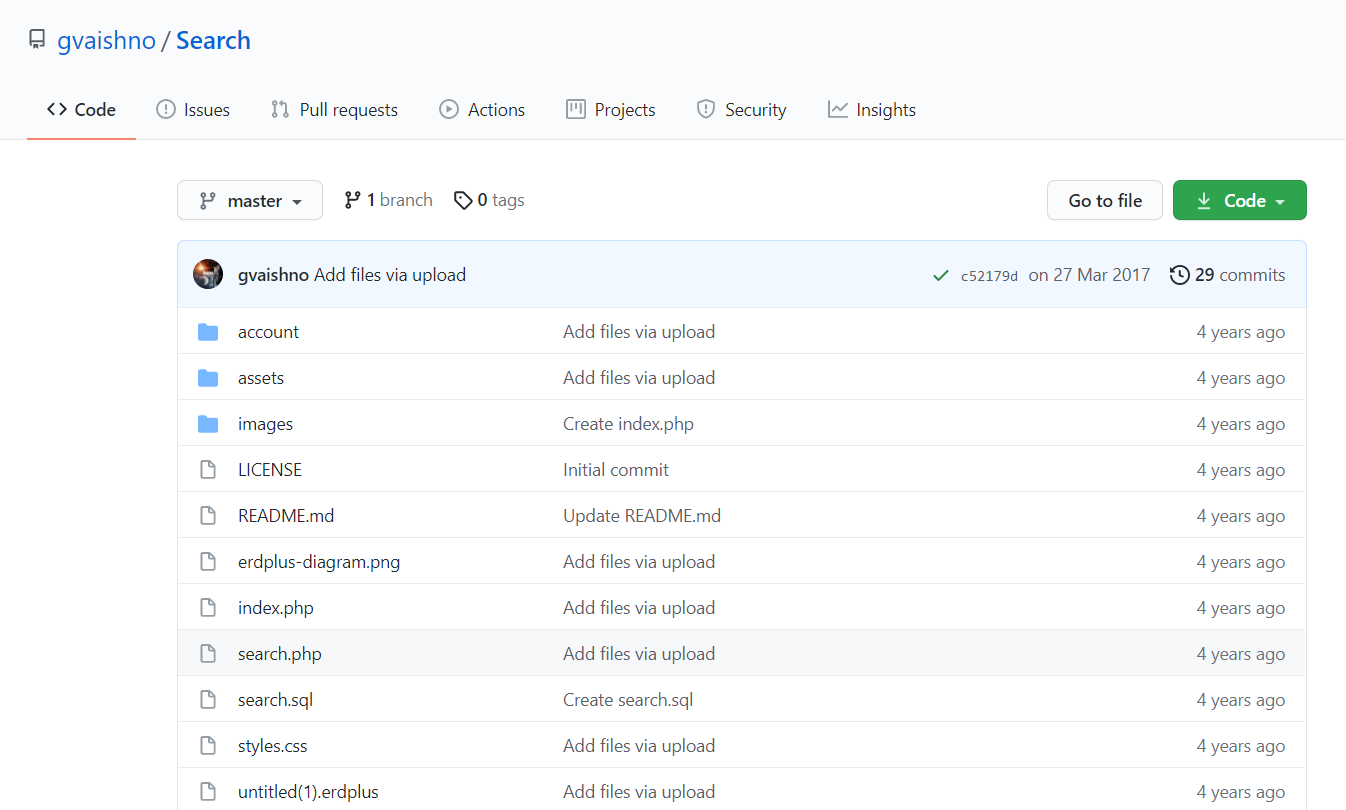 gvaishno / Search
Code Issues Pull requests Actions Projects Security Insights
master 1 branch 0 tags Go to file Code
gvaishno Add files via upload c52179d on 27 Mar 2017 29 commits
account Add files via upload 4 years ago
assets Add files via upload 4 years ago
images Create index.php 4 years ago
LICENSE Initial commit 4 years ago
README.md Update README.md 4 years ago
erdplus-diagram.png Add files via upload 4 years ago
index.php Add files via upload 4 years ago
search.php Add files via upload 4 years ago
search.sql Create search.sql 4 years ago
styles.css Add files via upload 4 years ago
untitled(1).erdplus Add files via upload 4 years ago